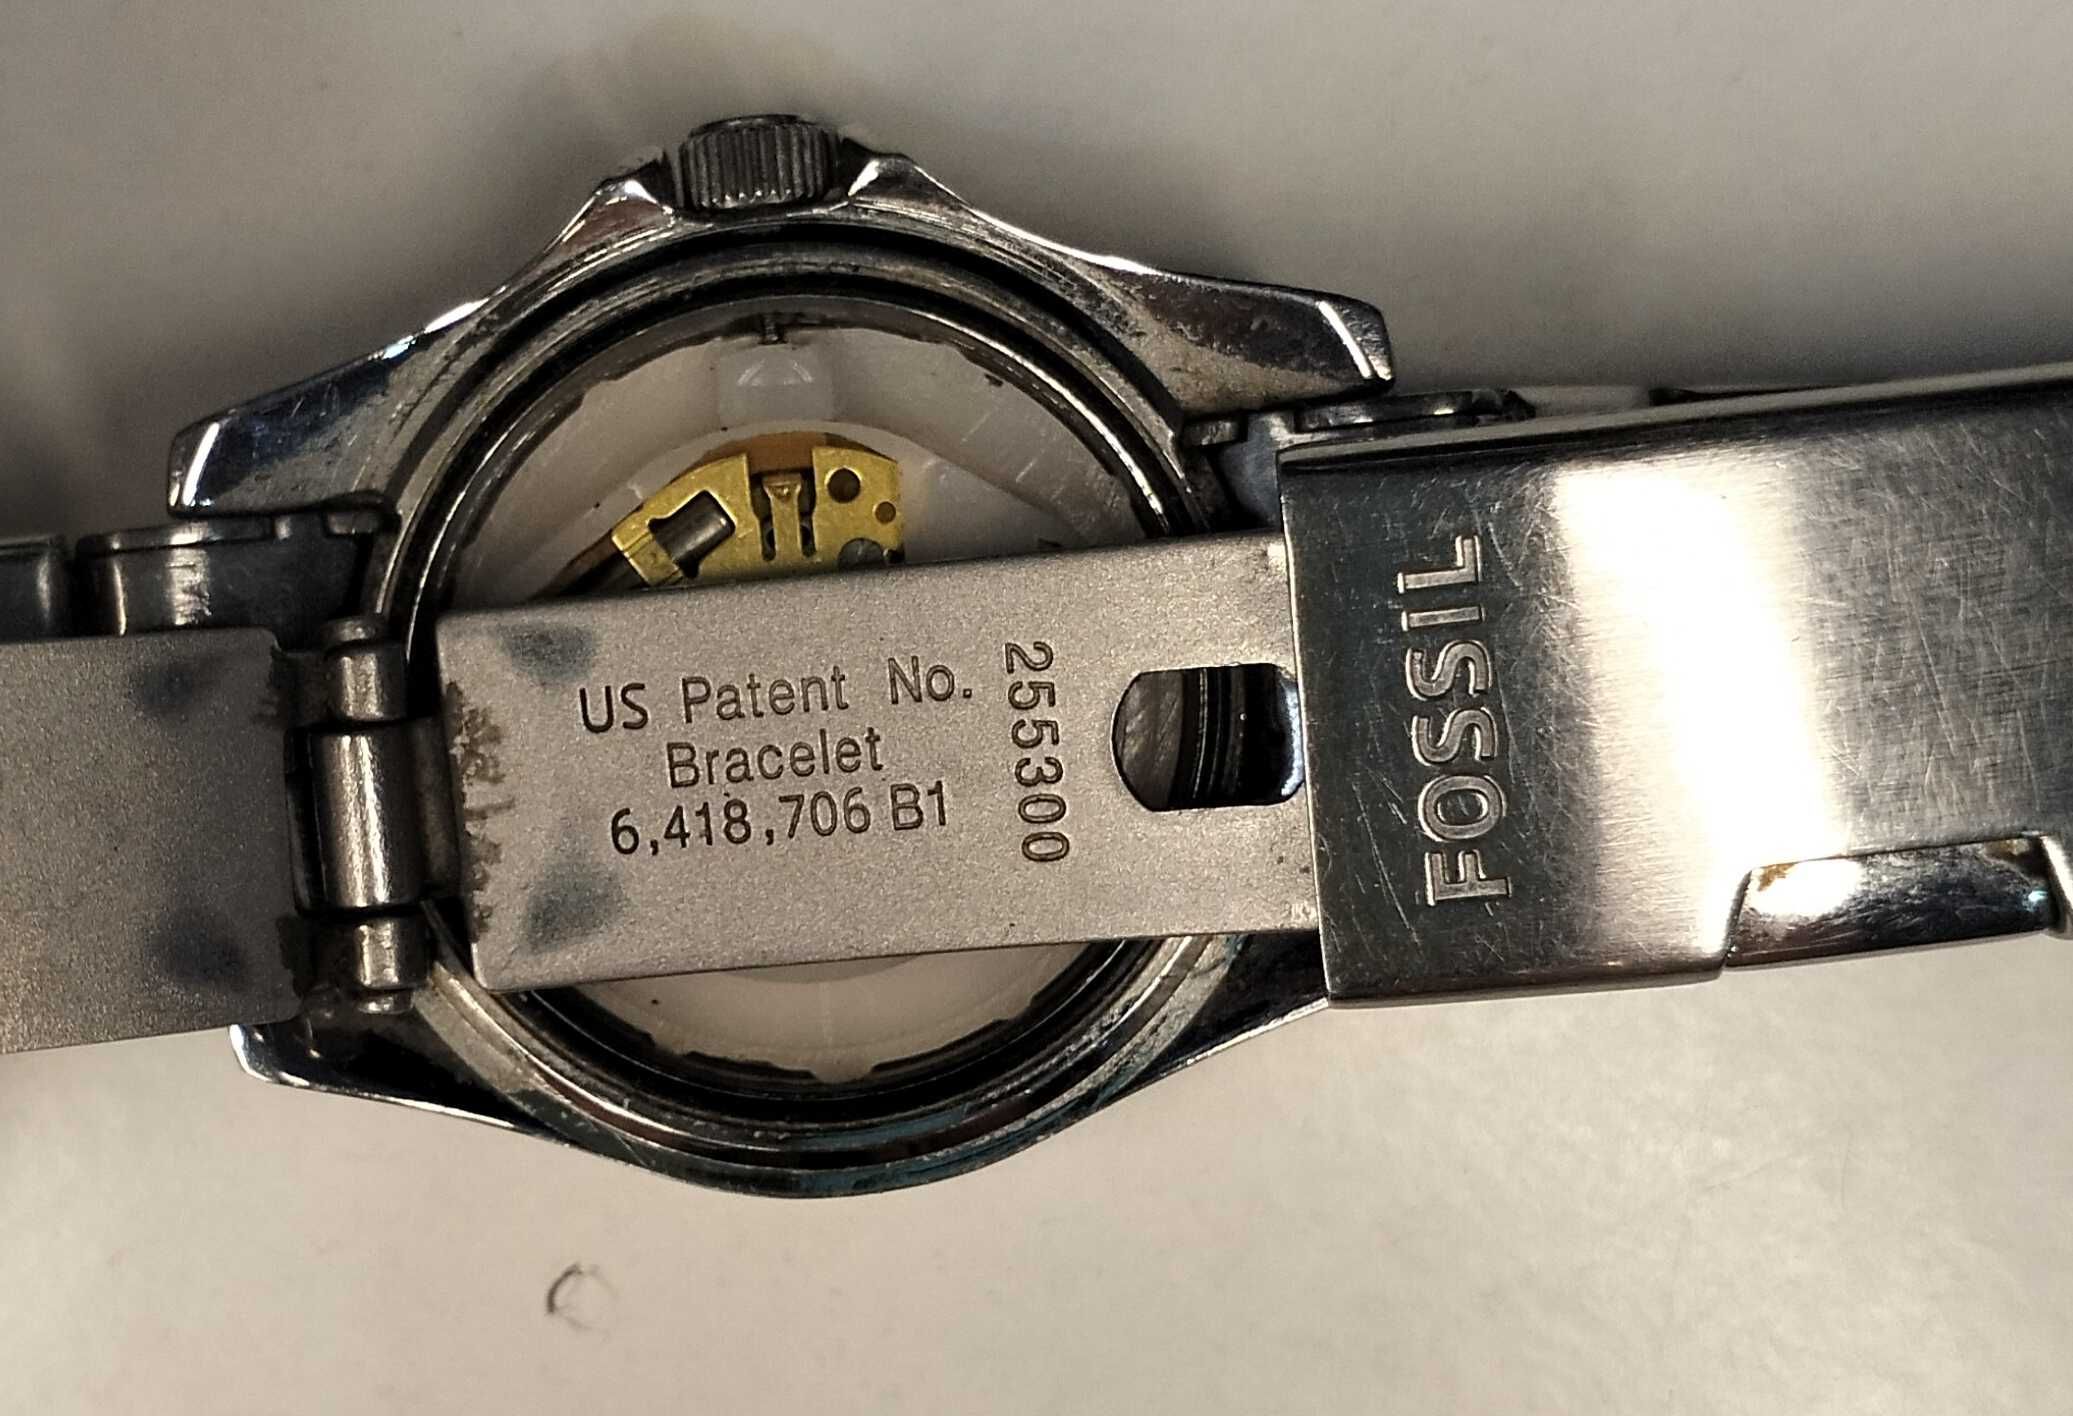 US Patent No.
Bracelet
6,418,706 B1
255300
FOSSIL